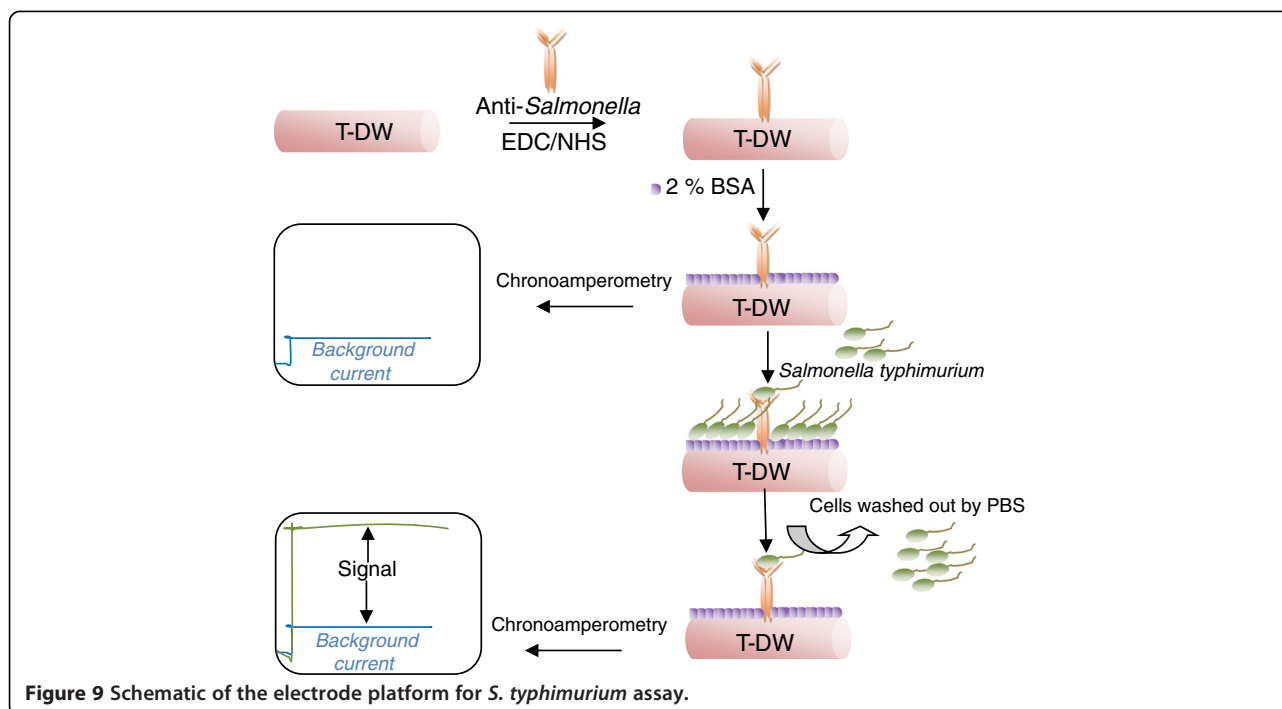 T-DW
Anti-Salmonella
EDC/NHS
T-DW
2 % BSA
Chronoamperometry
T-DW
Background
current
Salmonella typhimurium
T-DW
Cells washed out by PBS
Signal
Background
current
Chronoamperometry
T-DW
Figure 9 Schematic of the electrode platform for S. typhimurium assay.